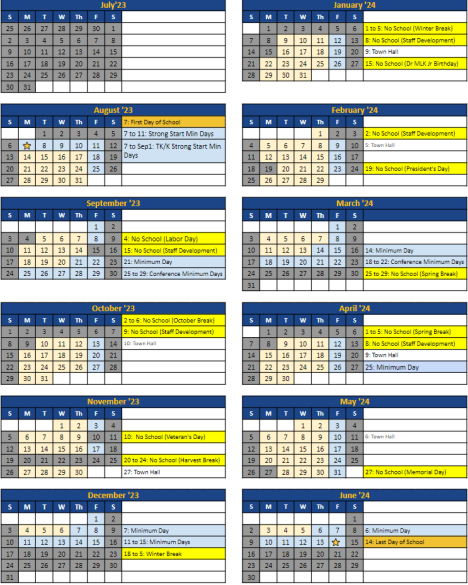 July'23
S M T W Th F S
25 26 27 28 29 30 1
2 3 4 5 6 7 8
9 10 11 12 13 14 15
16 17 18 19 20 21 22
23 24 25 26 27 28 29
30 31
January '24
S M T W Th F S
1 2 3 4 5 6 1 to 5: No School (Winter Break)
7 8 9 10 11 12 13 8: No School (Staff Development)
14 15 16 17 18 19 20 9: Town Hall
21 22 23 24 25 26 27 15: No School (Dr MLK Jr Birthday)
28 29 30 31
August '23
7: First Day of School
S M T W Th F S
1 2 3 4 5 7 to 11: Strong Start Min Days
6 8 9 10 11 12 7 to Sep1: TK/K Strong Start Min
13 14 15 16 17 18 19 Days
20 21 22 23 24 25 26
27 28 29 30 31
February '24
S M T W Th F S
1 2 3 2: No School (Staff Development)
4 5 6 7 8 9 10 5: Town Hall
11 12 13 14 15 16 17
18 19 20 21 22 23 24 19: No School (President's Day)
25 26 27 28 29
September '23
S M T W Th F S
1 2
3 4 5 6 7 8 9 4: No School (Labor Day)
10 11 12 13 14 15 16 15: No School (Staff Development)
17 18 19 20 21 22 23 21: Minimum Day
24 25 26 27 28 29 30 25 to 29: Conference Minimum Days
March '24
S M T W Th F S
1 2
3 4 5 6 7 8 9
10 11 12 13 14 15 16 14: Minimum Day
17 18 19 20 21 22 23 18 to 22: Conference Minimum Days
24 25 26 27 28 29 30 25 to 29: No School (Spring Break)
31
October '23
S M T W Th F S 2 to 6: No School (October Break)
1 2 3 4 5 6 7 9: No School (Staff Development)
8 9 10 11 12 13 14 10: Town Hall
15 16 17 18 19 20 21
22 23 24 25 26 27 28
29 30 31
April '24
S M T W Th F S
1 2 3 4 5 6 1 to 5: No School (Spring Break)
7 8 9 10 11 12 13 8: No School (Staff Development)
14 15 16 17 18 19 20 9: Town Hall
21 22 23 24 25 26 27 25: Minimum Day
28 29 30
November '23
S M T W Th F S
1 2 3 4
5 6 7 8 9 10 11 10: No School (Veteran's Day)
12 13 14 15 16 17 18
19 20 21 22 23 24 25 20 to 24: No School (Harvest Break)
26 27 28 29 30 27: Town Hall
May '24
S M T W Th F S
1 2 3 4
5 6 7 8 9 10 11 6: Town Hall
12 13 14 15 16 17 18
19 20 21 22 23 24 25
26 27 28 29 30 31 27: No School (Memorial Day)
December '23
S M T W Th F S
1 2
3 4 5 6 7 8 9 7: Minimum Day
10 11 12 13 14 15 16 11 to 15: Minimum Days
17 18 19 20 21 22 23 18 to 5: Winter Break
24 25 26 27 28 29 30
June '24
S M T W Th F S
1
2 3 4 5 6 7 8 6: Minimum Day
9 10 11 12 13 15 14: Last Day of School
16 17 18 19 20 21 22
23 24 25 26 27 28 29
30